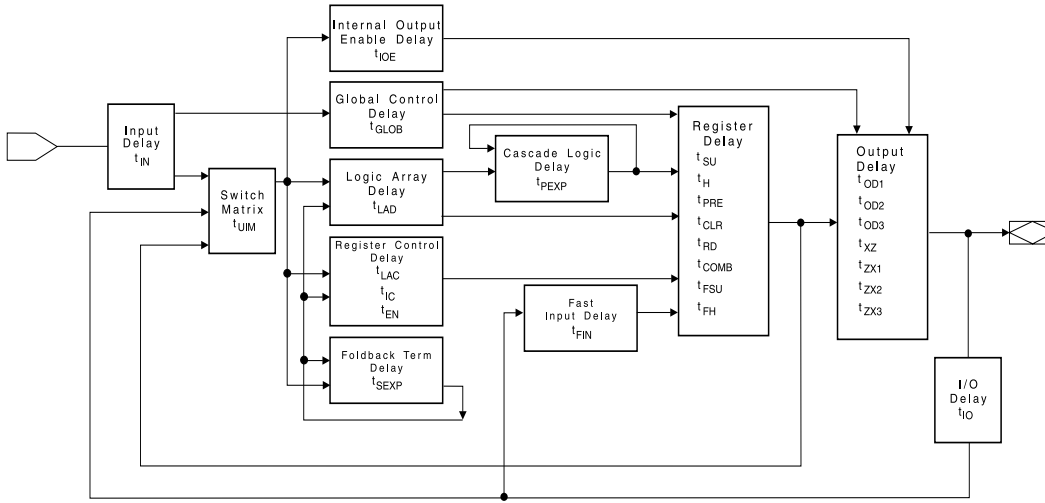 Input
Delay
tIN
Switch
Matrix
tUIM
Internal Output
Enable Delay
tIOE
Global Control
Delay
tGLOB
Logic Array
Delay
tLAD
Register Control
Delay
tLAC
tIC
tEN
Foldback Term
Delay
tSEXP
Cascade Logic
Delay
tPEXP
Fast
Input Delay
tFIN
Register
Delay
tSU
tH
tPRE
tCLR
tRD
tCOMB
tFSU
tFH
Output
Delay
tOD1
tOD2
tOD3
tXZ
tZX1
tZX2
tZX3
I/O
Delay
tIO